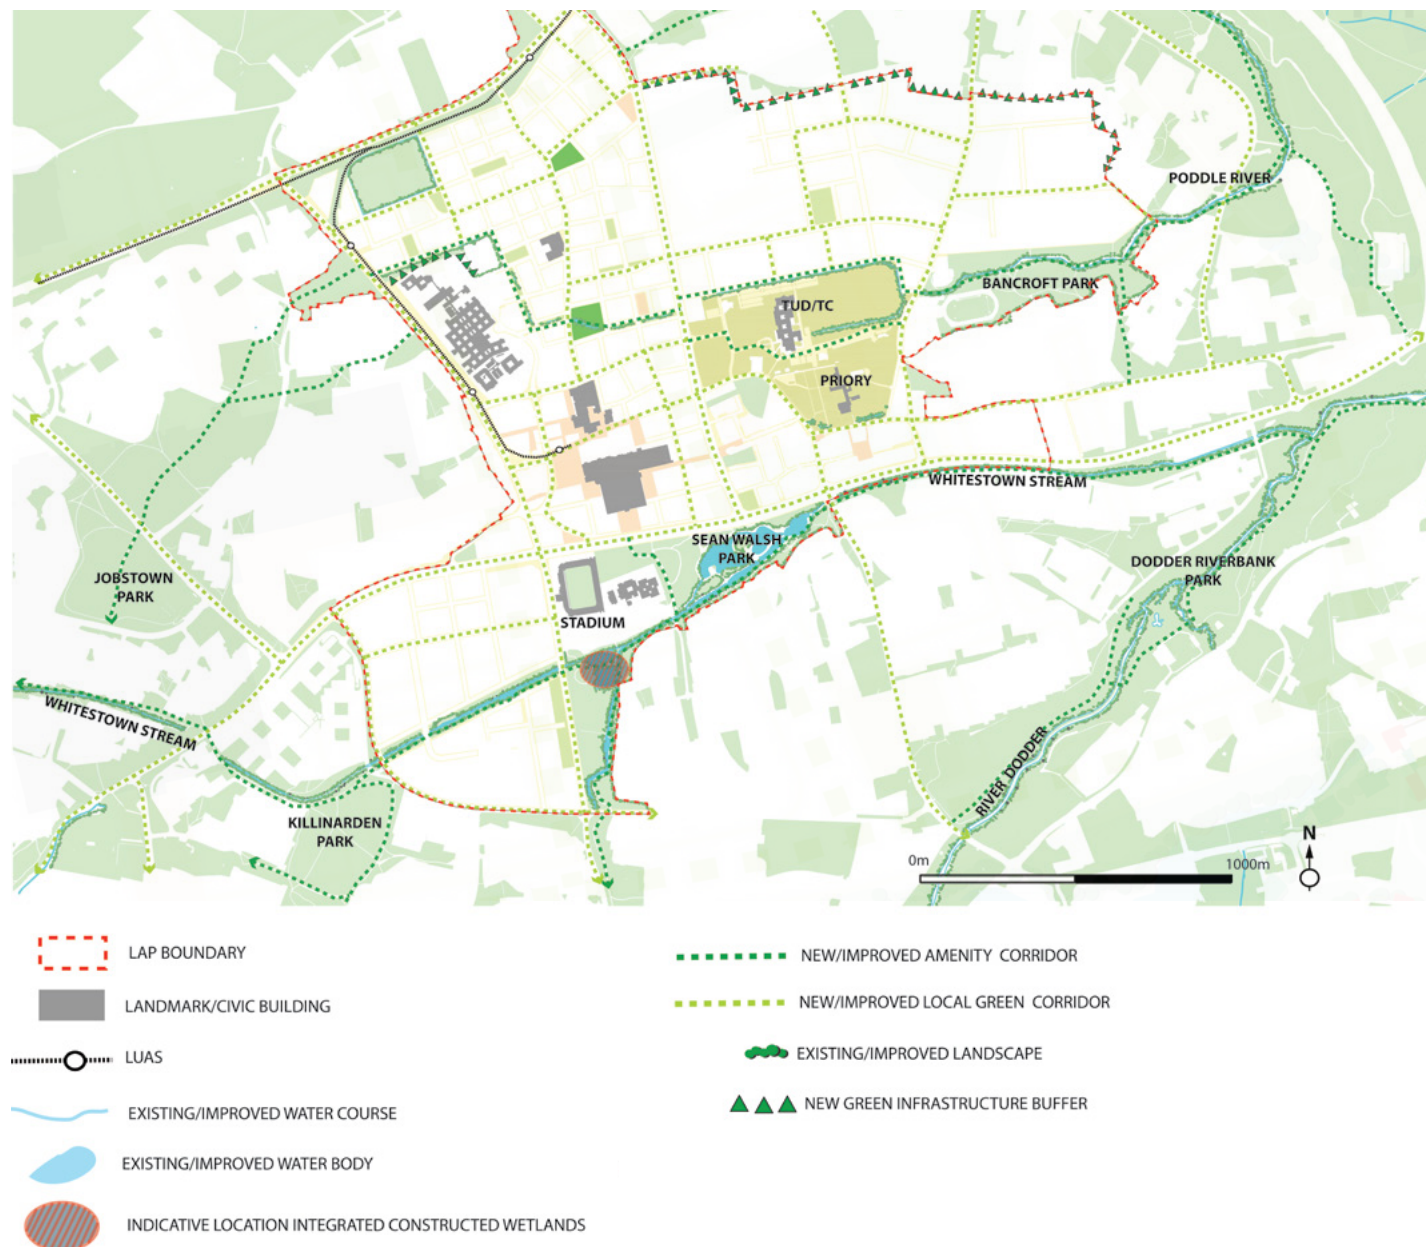 PODDLE RIVER
BANCROFT PARK
TUD/TC
PRIORY
WHITESTOWN STREAM
SEAN WALSH
PARK
DODDER RIVERBANK
PARK
JOBSTOWN
PARK
STADIUM
WHITESTOWN STREAM
RIVER DODDER
KILLINARDEN
PARK
N
0m
1000m
LAP BOUNDARY
LANDMARK/CIVIC BUILDING
LUAS
EXISTING/IMPROVED WATER COURSE
EXISTING/IMPROVED WATER BODY
INDICATIVE LOCATION INTEGRATED CONSTRUCTED WETLANDS
NEW/IMPROVED AMENITY CORRIDOR
NEW/IMPROVED LOCAL GREEN CORRIDOR
EXISTING/IMPROVED LANDSCAPE
NEW GREEN INFRASTRUCTURE BUFFER